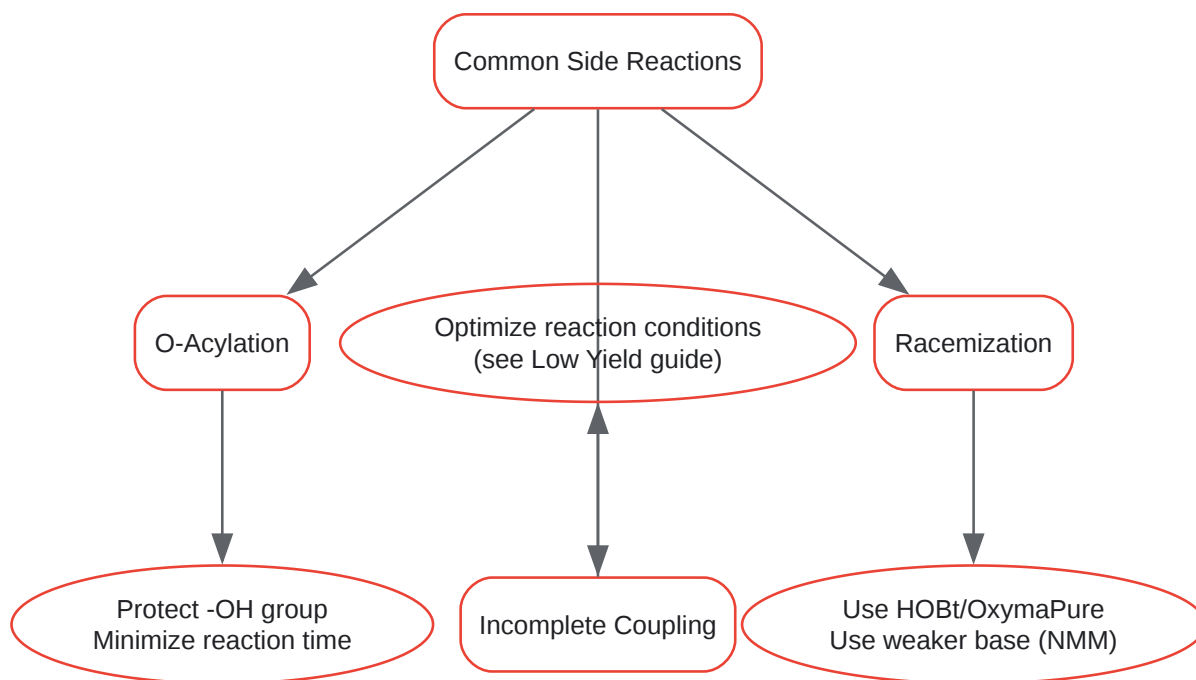 Common Side Reactions
O-Acylation
Optimize reaction conditions
(see Low Yield guide)
Racemization
Protect -OH group
Minimize reaction time
Incomplete Coupling
Use HOBt/OxymaPure
Use weaker base (NMM)